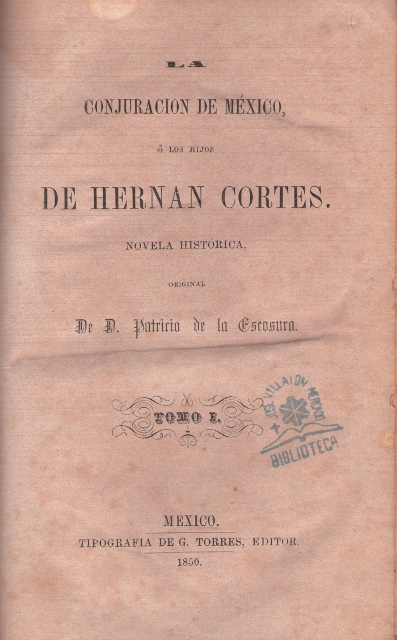 LA
CONJURACION DE MÉXICO,
ó LOS HIJOS
DE HERNAN CORTES.
NOVELA HISTORICA,
ORIGINAL
De D. Patricio de la Escosura.
TOMO I.
VILLALON
BIBLIOTECA
MEXICO.
TIPOGRAFIA DE G. TORRES, EDITOR.
1850.